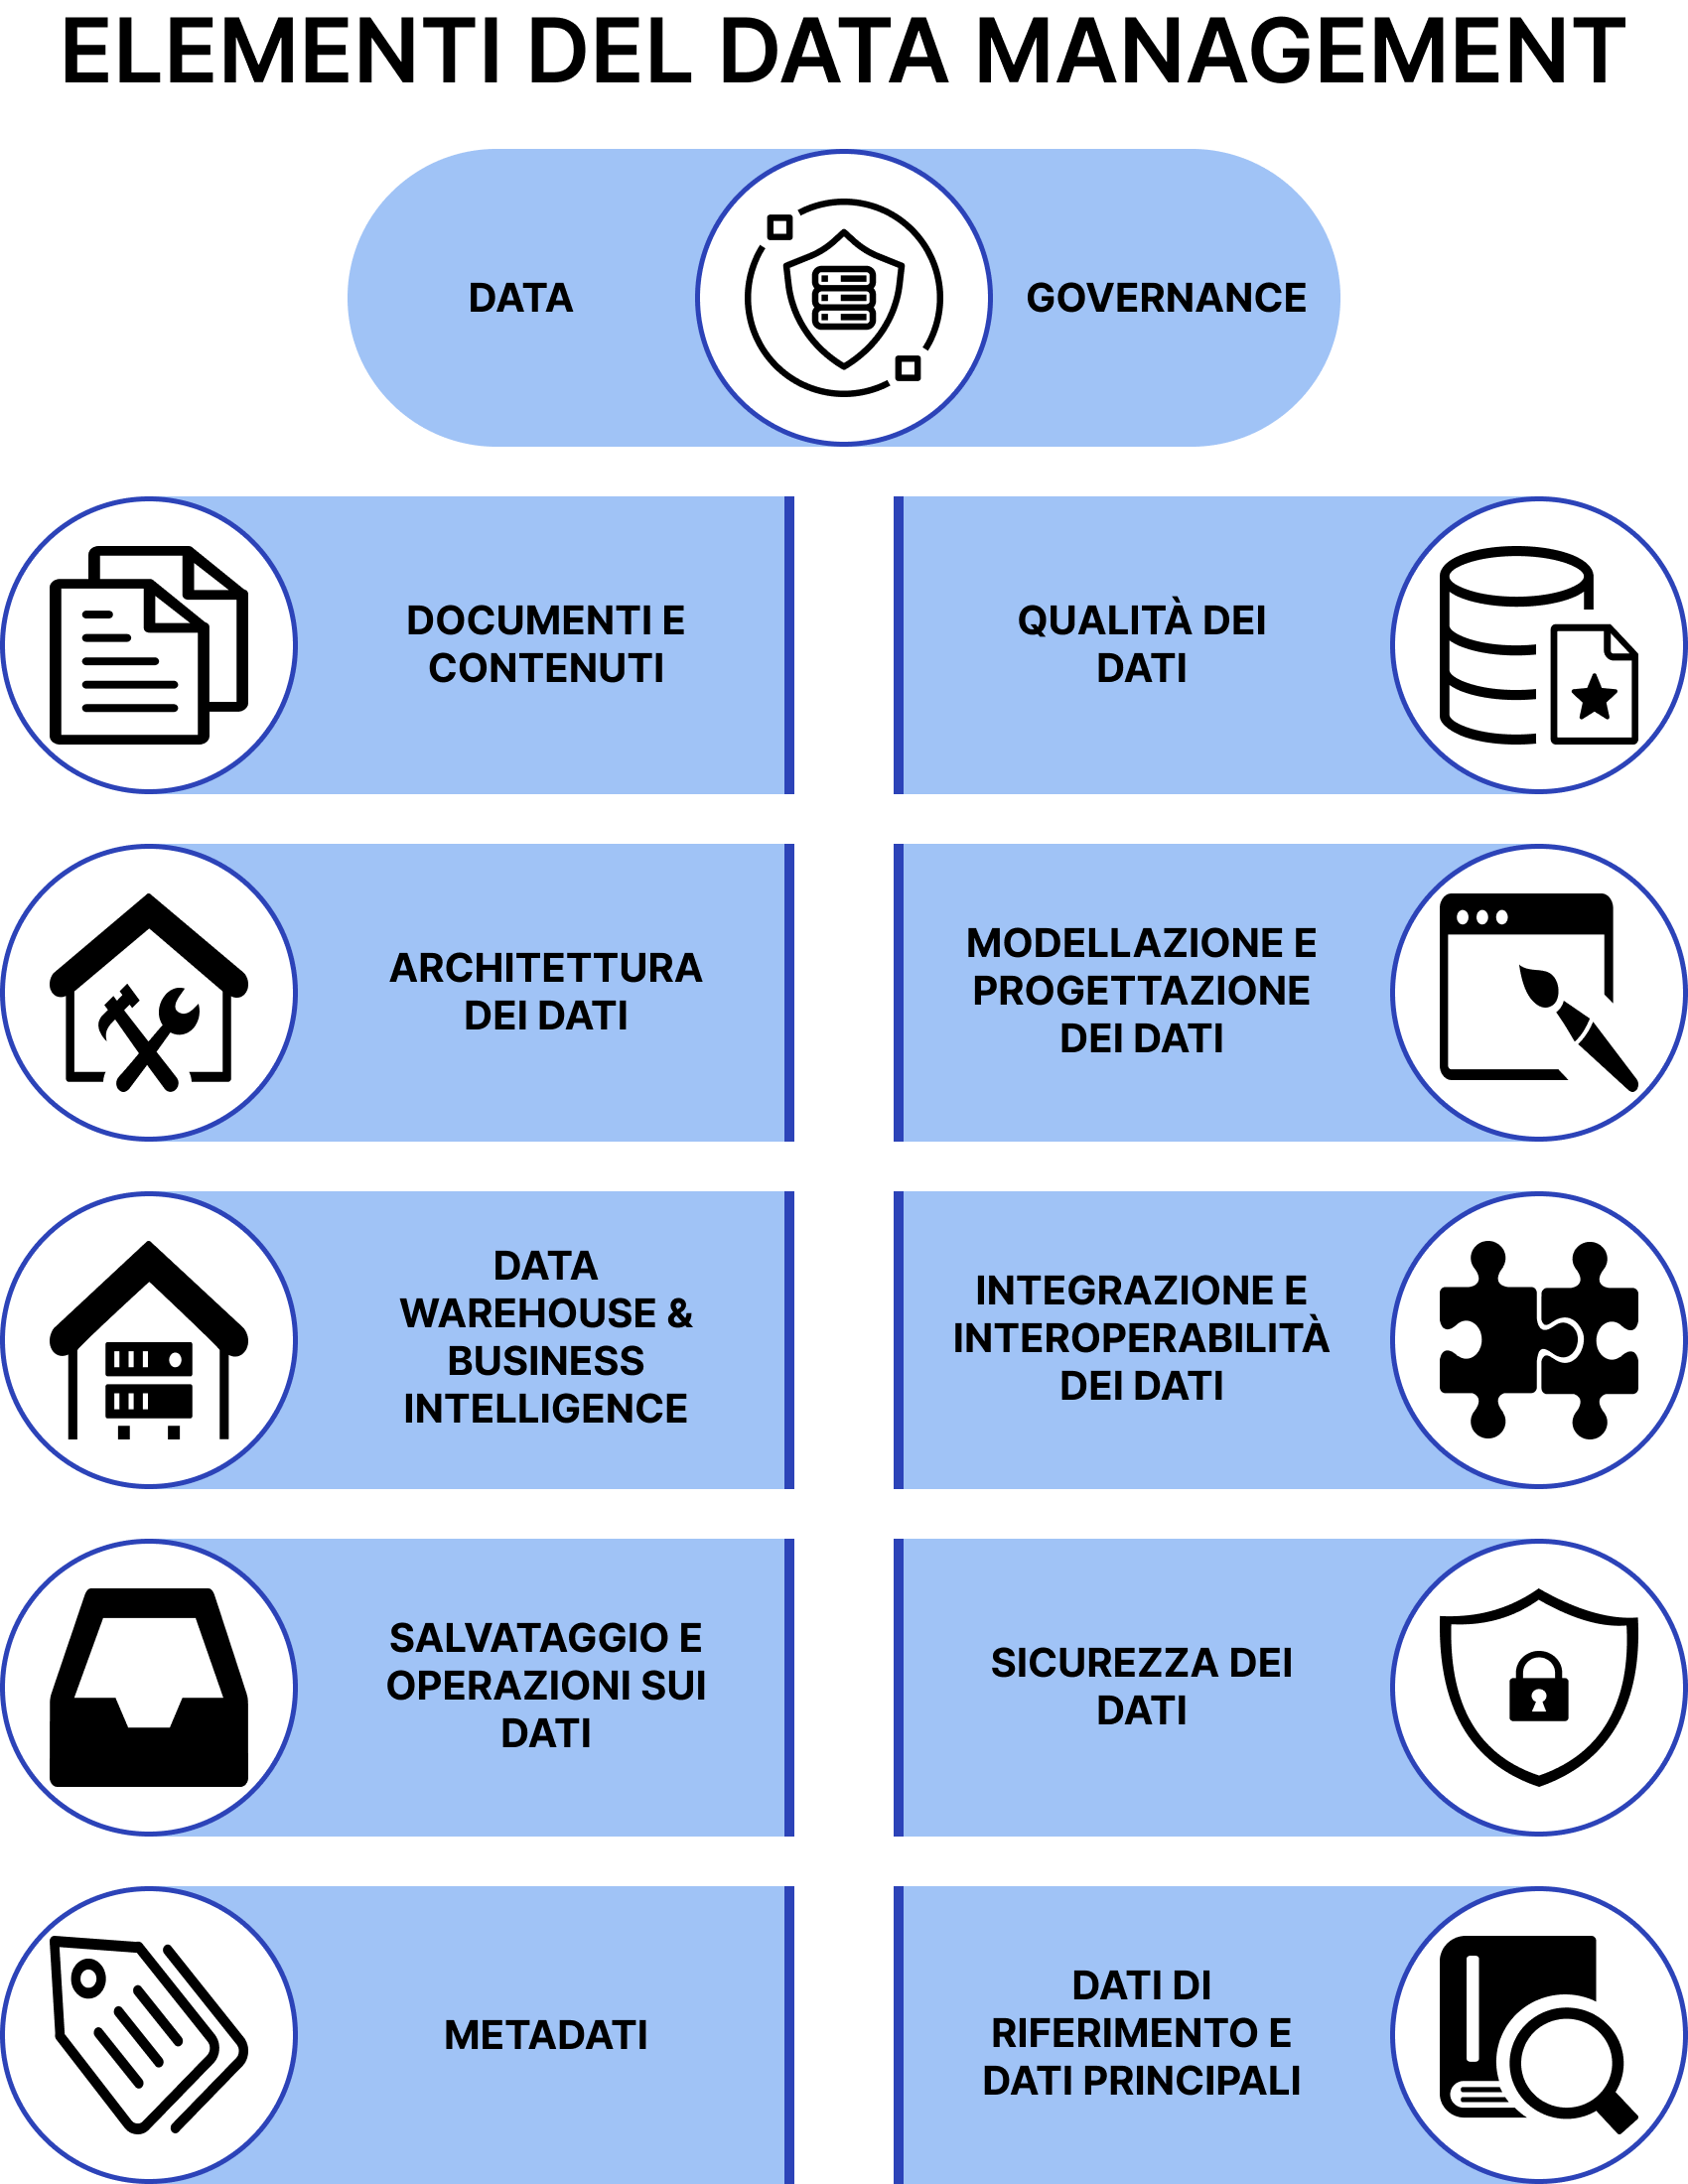 ELEMENTI DEL DATA MANAGEMENT
DATA
GOVERNANCE
DOCUMENTI E
CONTENUTI
QUALITÀ DEI
DATI
ARCHITETTURA
DEI DATI
MODELLAZIONE E
PROGETTAZIONE
DEI DATI
DATA
WAREHOUSE &
BUSINESS
INTELLIGENCE
INTEGRAZIONE E
INTEROPERABILITÀ
DEI DATI
SALVATAGGIO E
OPERAZIONI SUI
DATI
SICUREZZA DEI
DATI
METADATI
DATI DI
RIFERIMENTO E
DATI PRINCIPALI